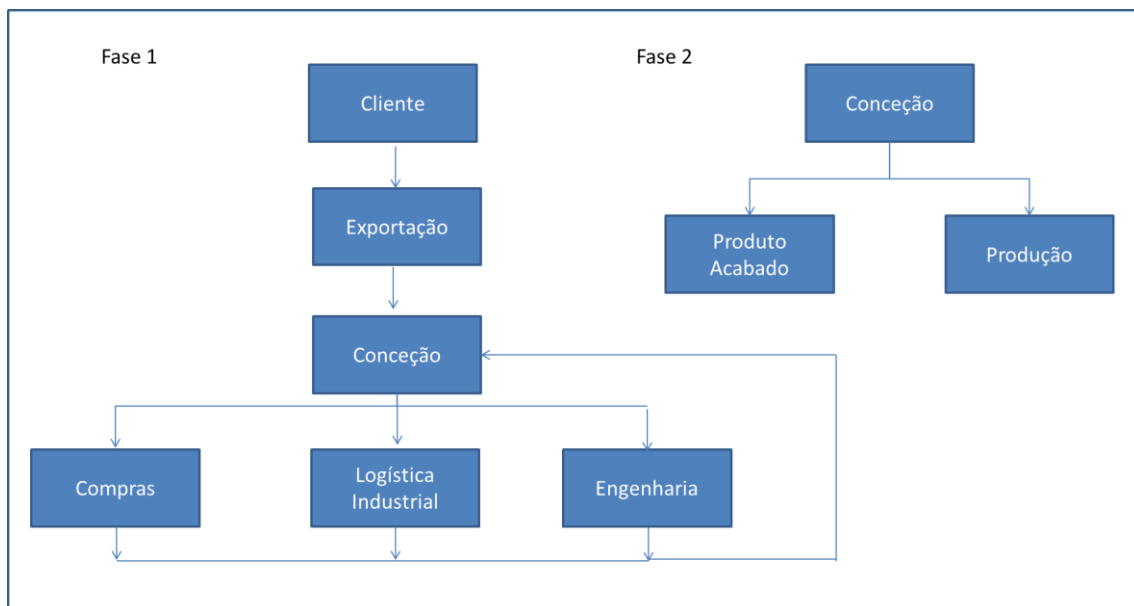 Fase 1
Cliente
Exportação
Conceção
Compras
Logística
Industrial
Engenharia
Fase 2
Conceção
Produto
Acabado
Produção